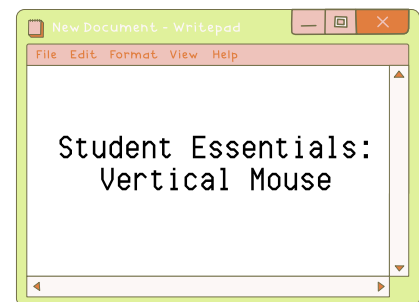 New Document - Writepad
File Edit Format View Help
Student Essentials:
Vertical Mouse